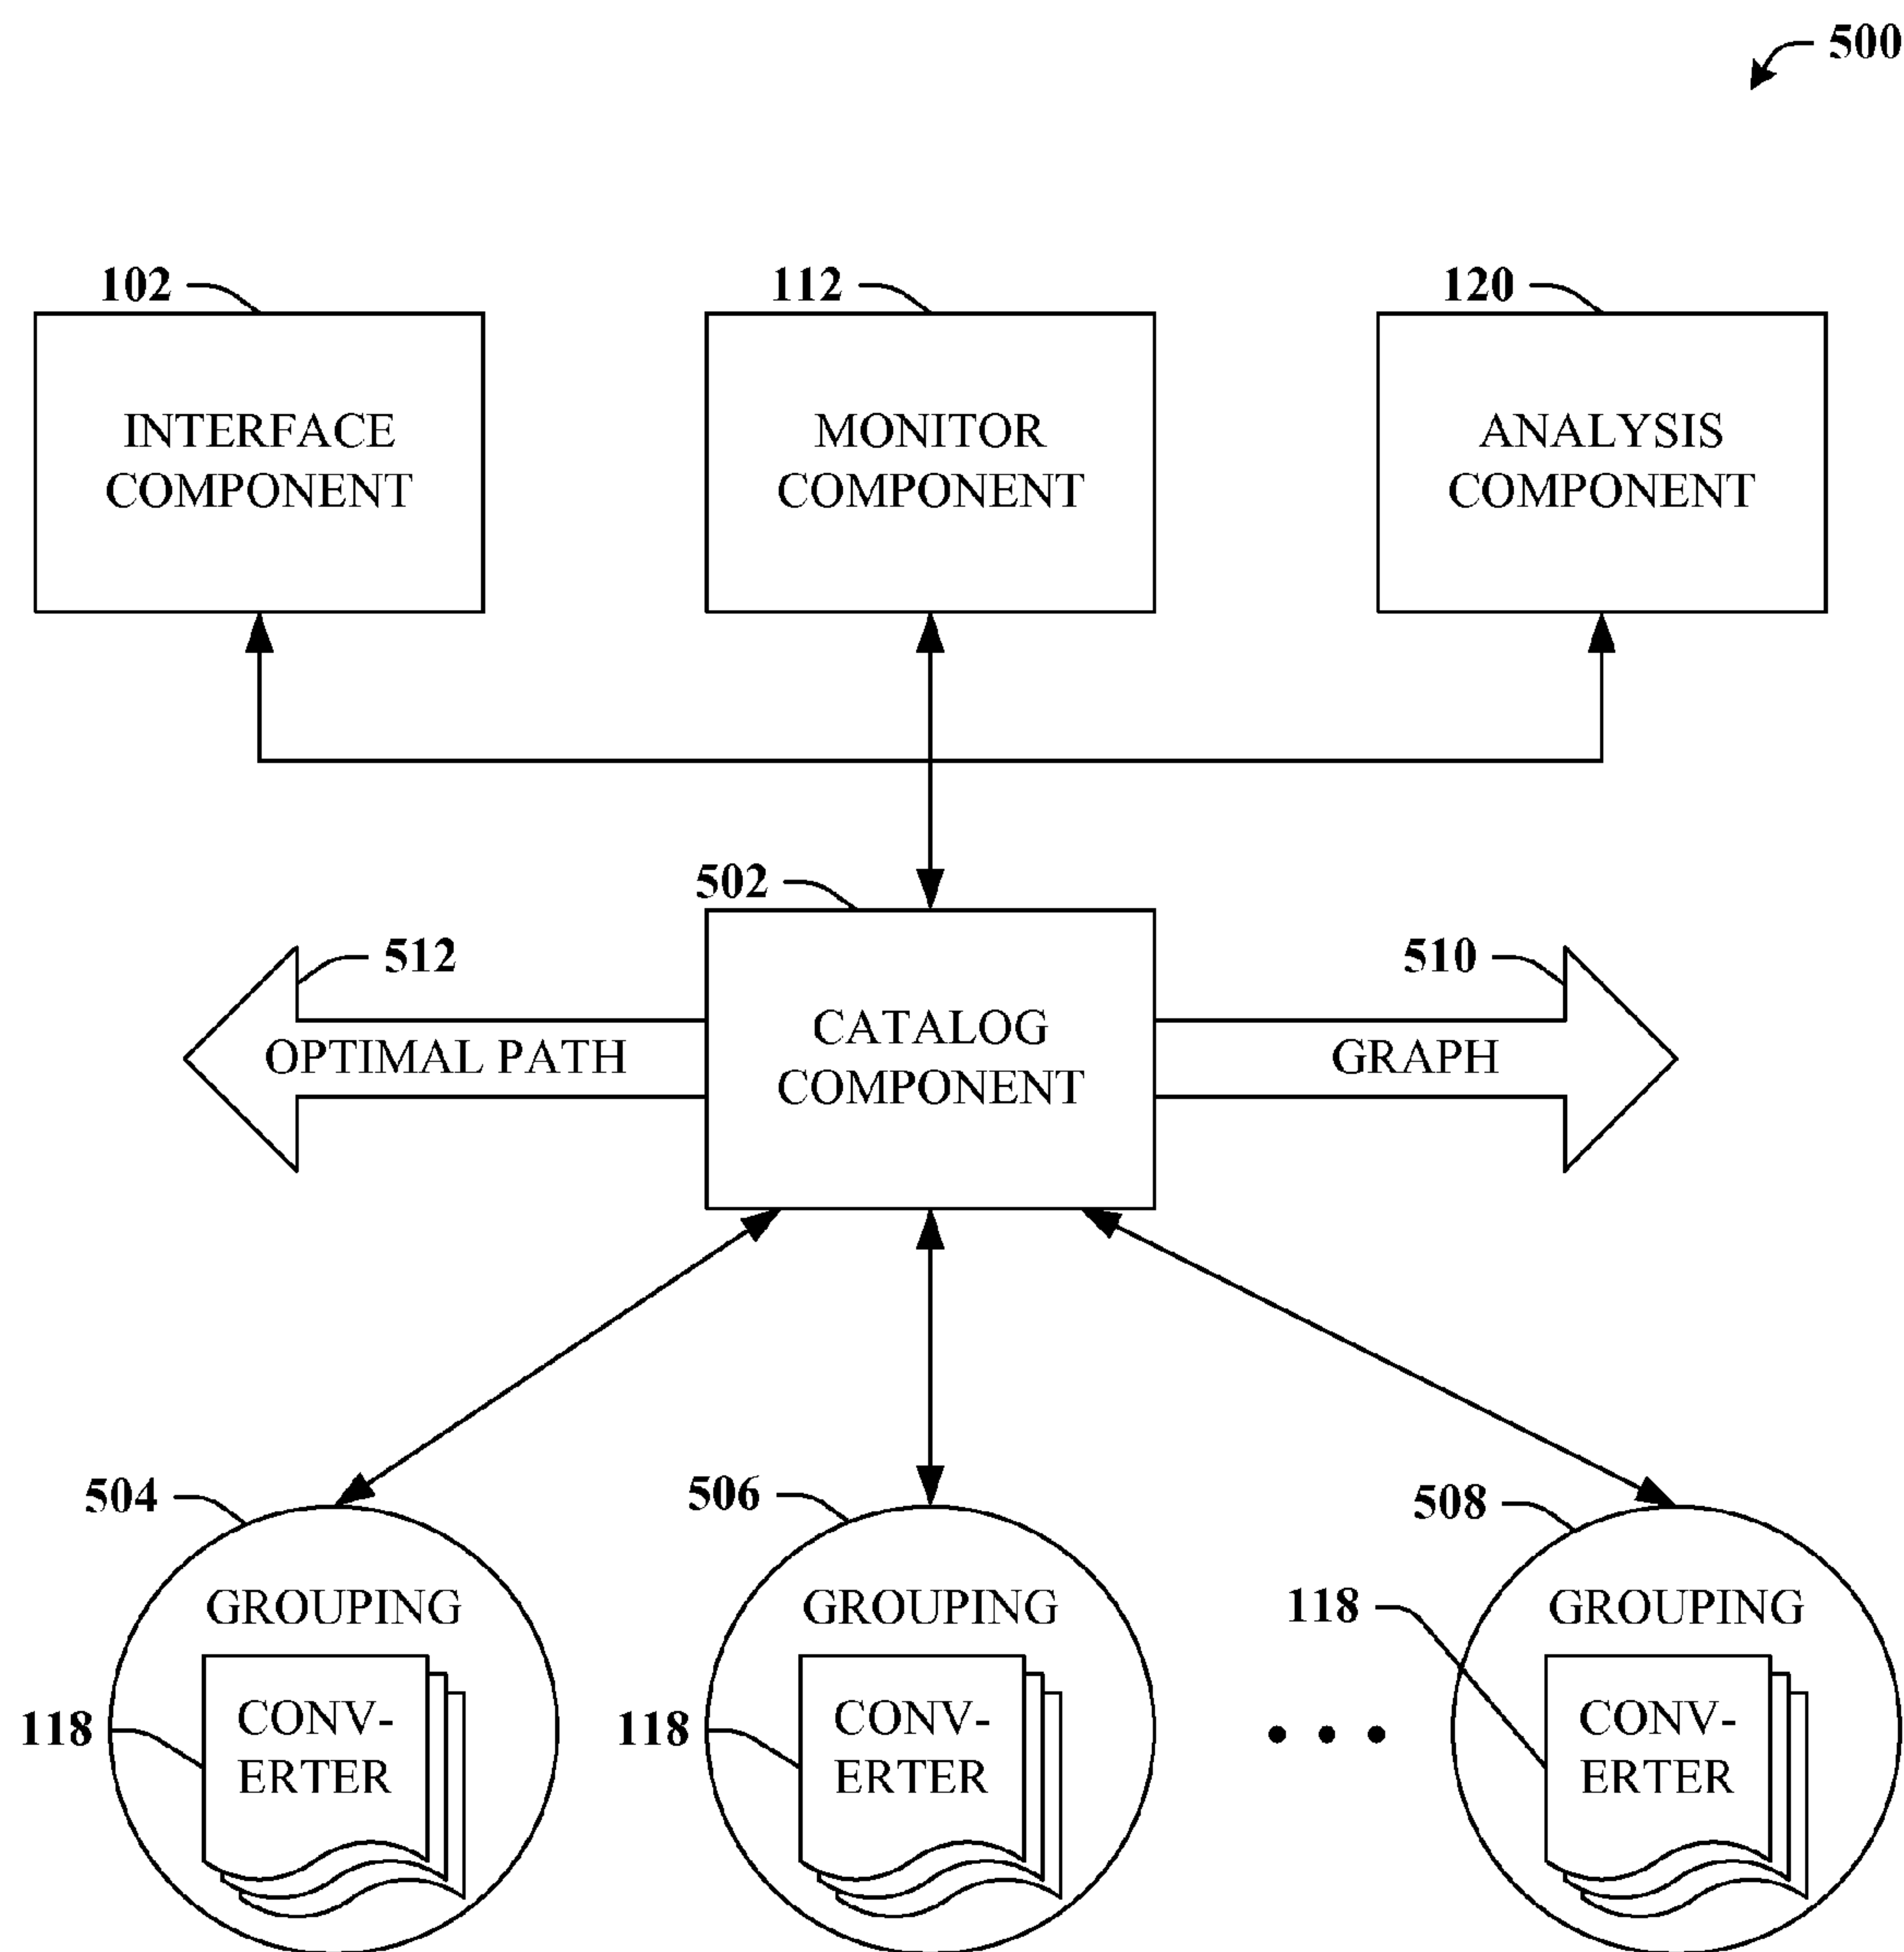 500
102
112
120
INTERFACE
COMPONENT
MONITOR
COMPONENT
ANALYSIS
COMPONENT
502
512
510
OPTIMAL PATH
CATALOG
COMPONENT
GRAPH
504
506
508
GROUPING
GROUPING
118
GROUPING
118
CONV-
ERTER
118
CONV-
ERTER
CONV-
ERTER